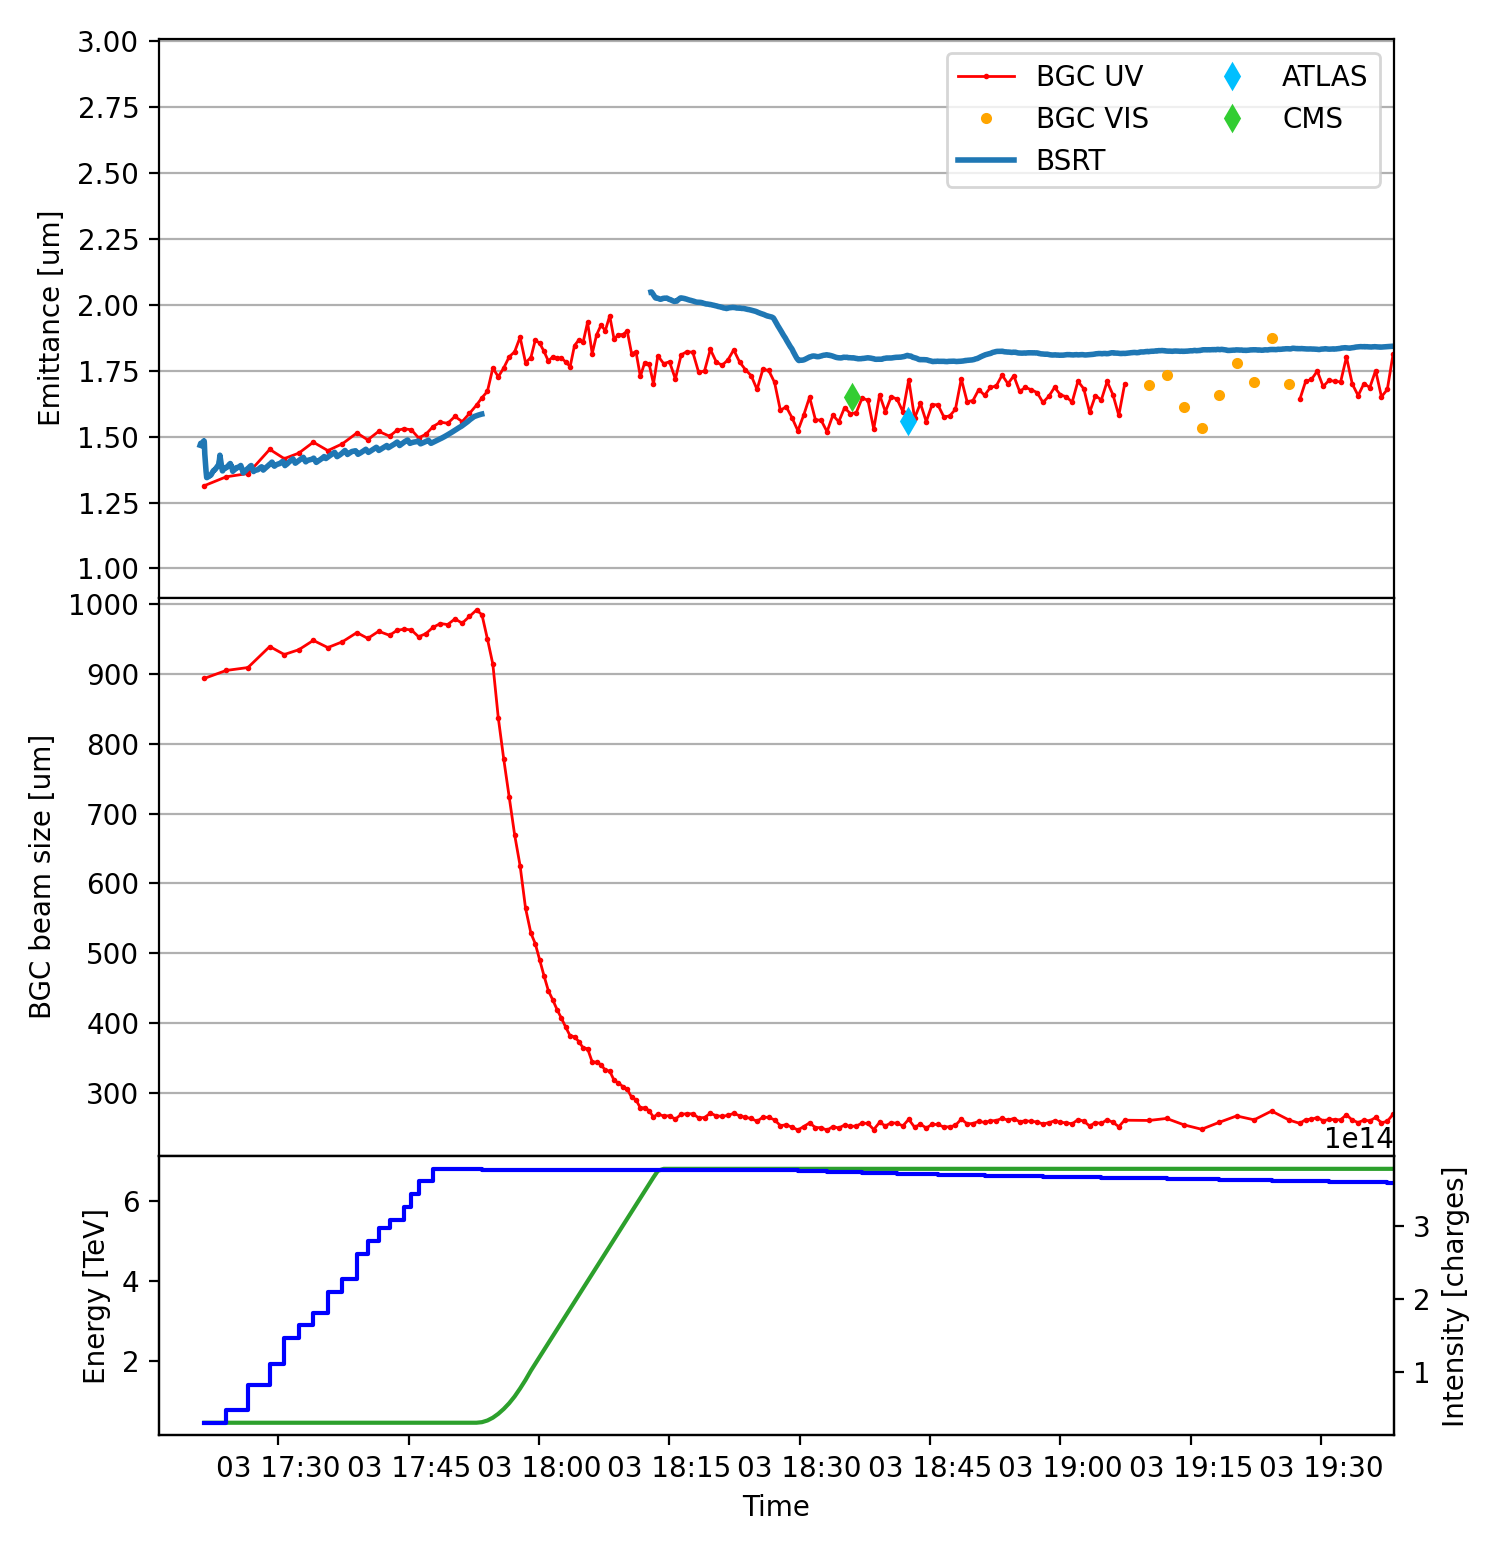 3.00
2.75
2.50
2.25
2.00
1.75
1.50
1.25
1.00
Emittance [um]
BGC UV
BGC VIS
BSRT
ATLAS
CMS
1000
900
800
700
600
500
400
300
BGC beam size [um]
1e14
6
4
2
Energy [TeV]
3
2
1
Intensity [charges]
03 17:30 03 17:45 03 18:00 03 18:15 03 18:30 03 18:45 03 19:00 03 19:15 03 19:30
Time